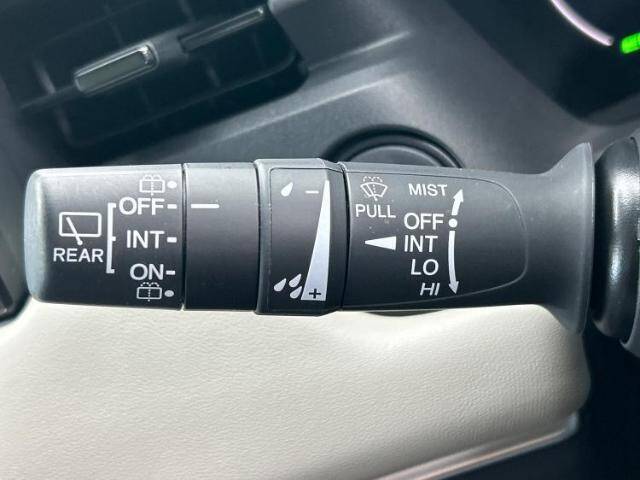 REAR
OFF
INT
ON
−
+
PULL
MIST
OFF
INT
LO
HI